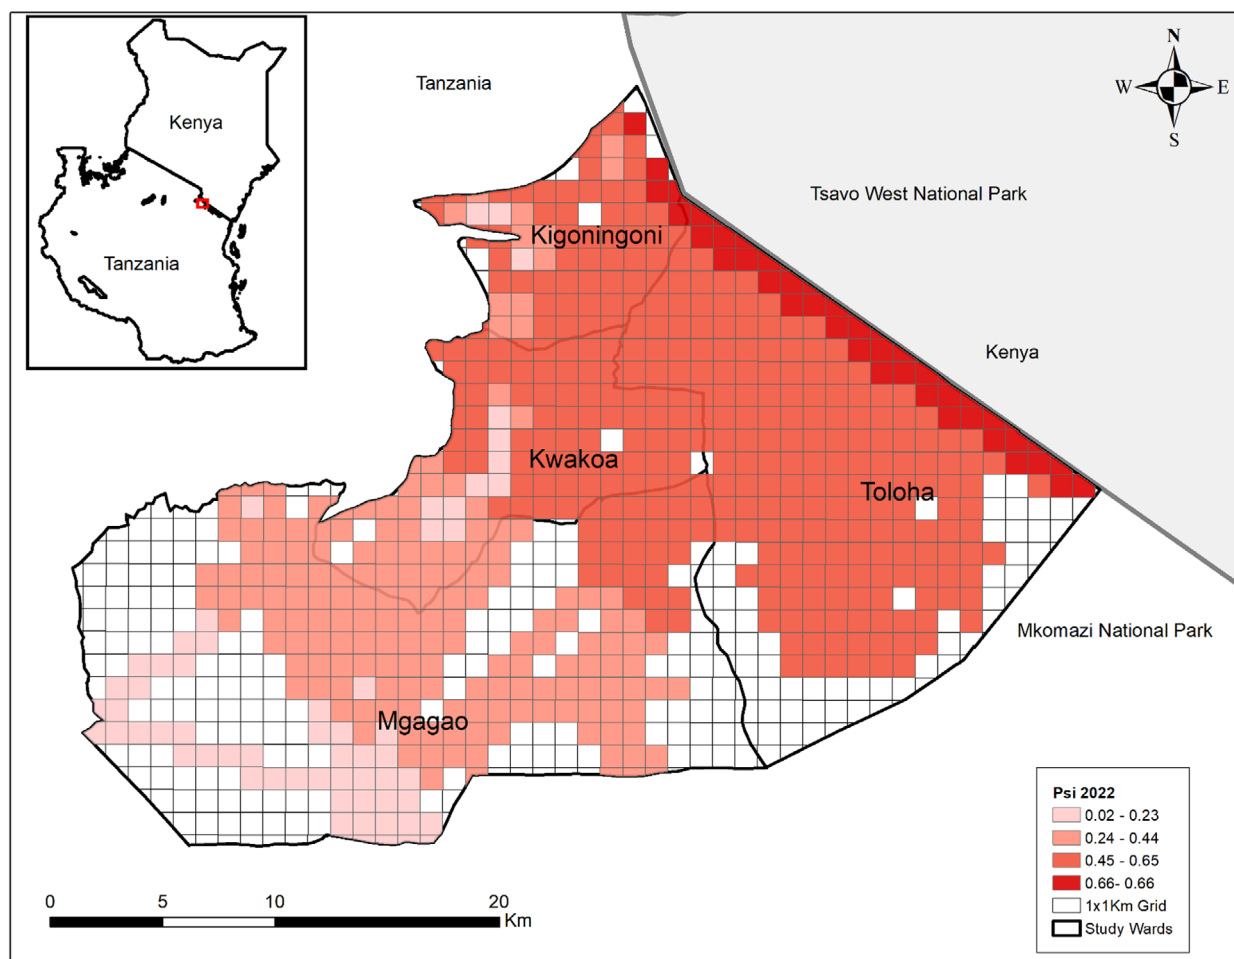 Tanzania
N
W
E
S
Kenya
Tsavo West National Park
Kigoningoni
Tanzania
Kenya
Kwakoa
Toloha
Mkomazi National Park
Mgagao
Psi 2022
0.02 - 0.23
0.24 - 0.44
0.45 - 0.65
0.66- 0.66
1x1Km Grid
Study Wards
0 5 10 20
Km